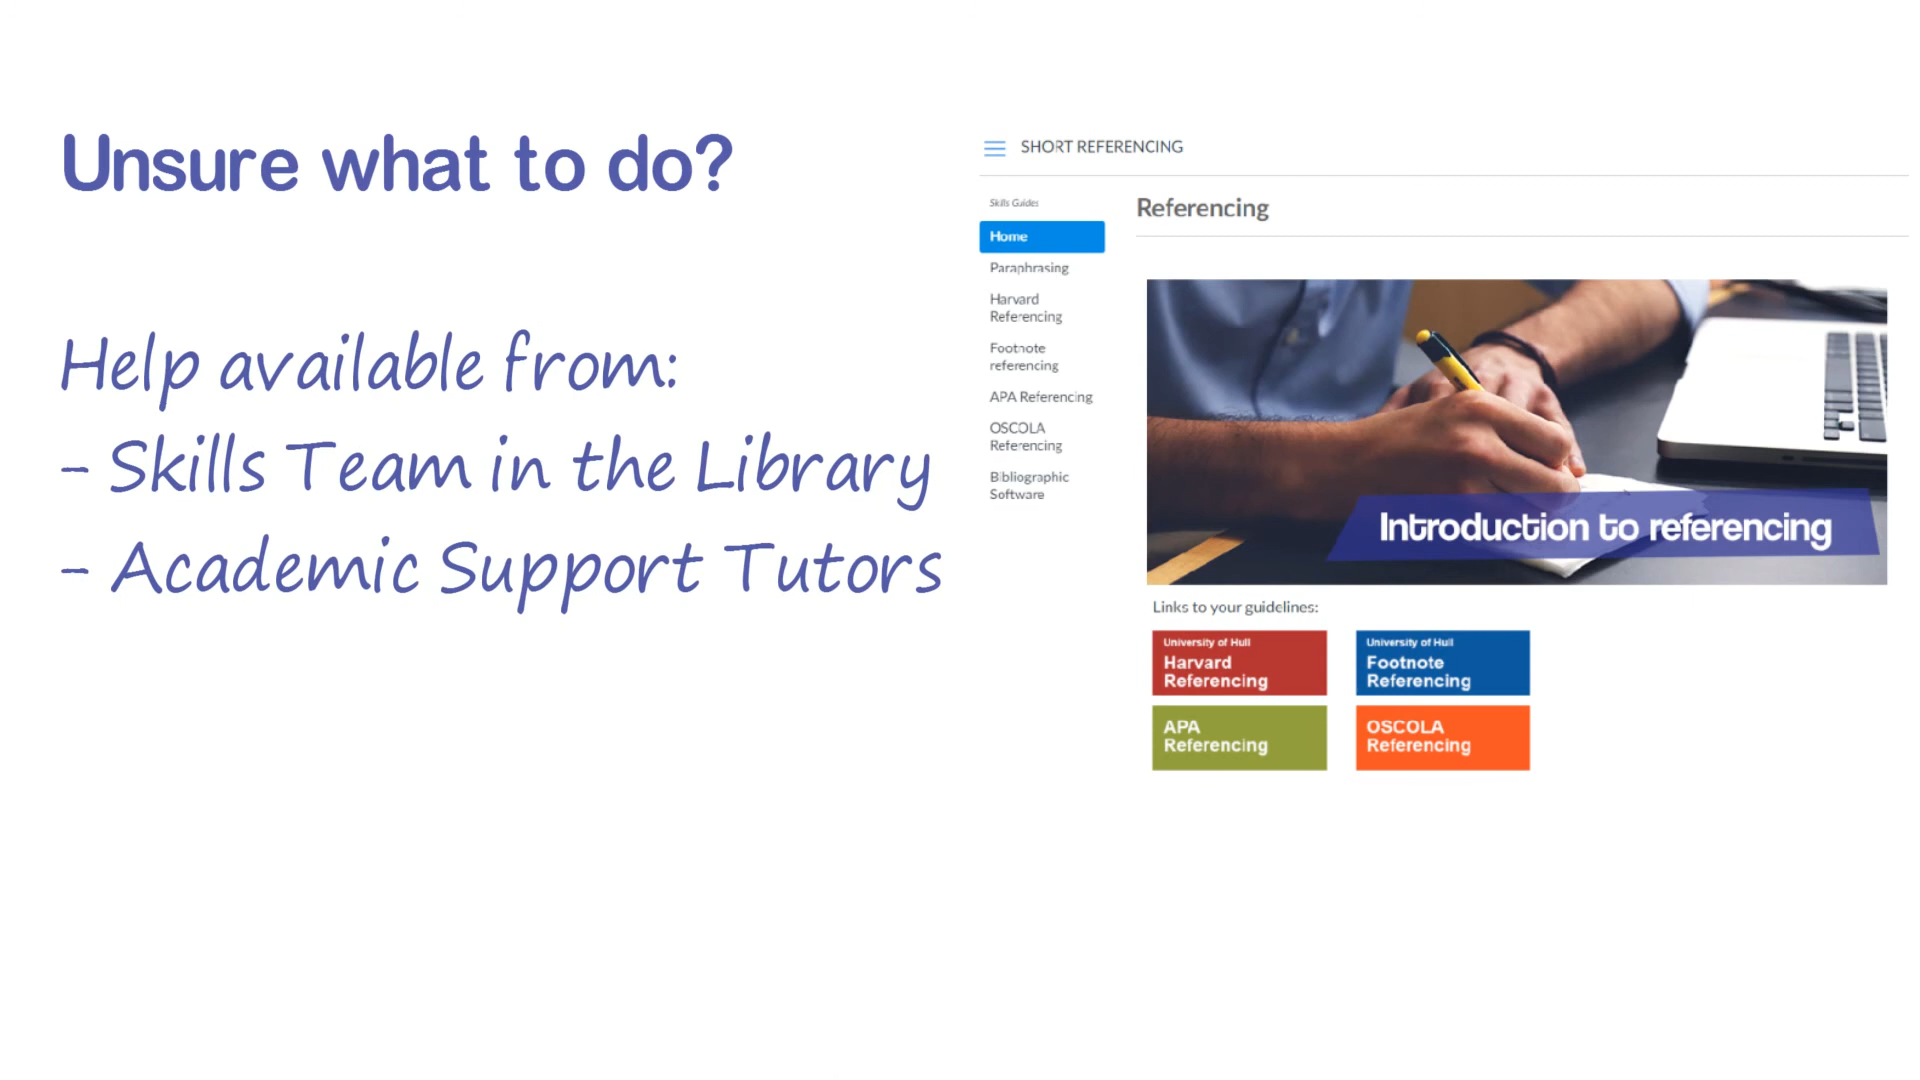 Unsure what to do?
Help available from:
- Skills Team in the Library
- Academic Support Tutors
SHORT REFERENCING
Skills Guides
Home
Paraphrasing
Harvard
Referencing
Footnote
referencing
APA Referencing
OSCOLA
Referencing
Bibliographic
Software
Referencing
Introduction to referencing
Links to your guidelines:
University of Hull
Harvard
Referencing
University of Hull
Footnote
Referencing
APA
Referencing
OSCOLA
Referencing